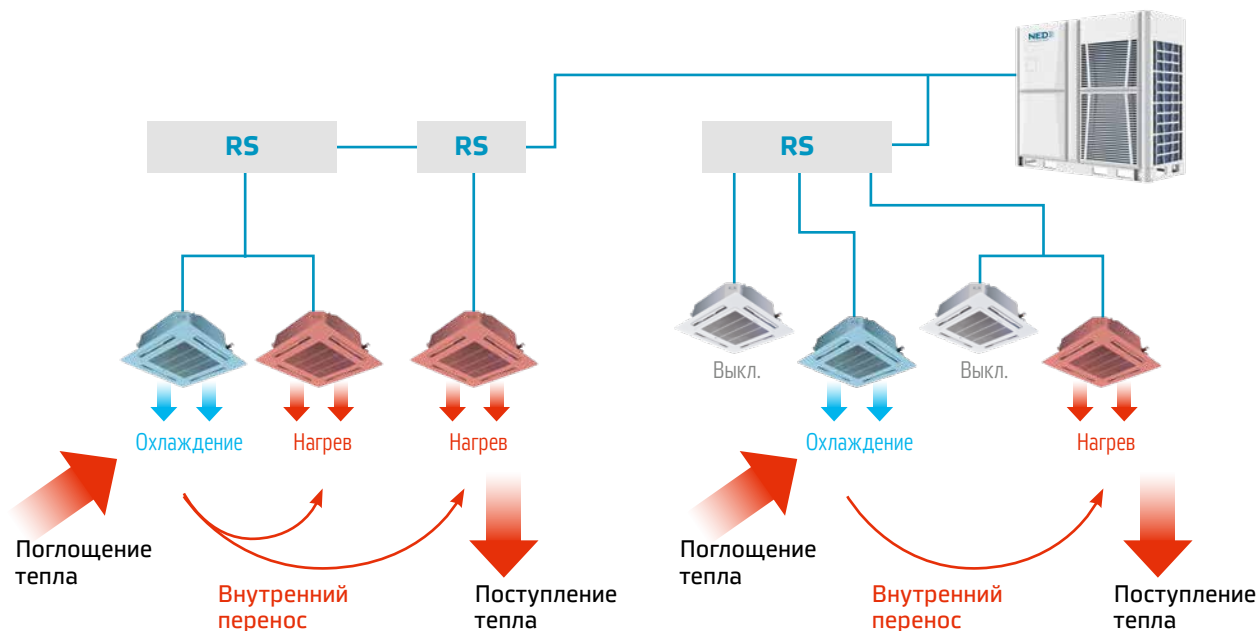 NED
RS
RS
RS
Выкл.
Выкл.
Охлаждение
Нагрев
Нагрев
Охлаждение
Нагрев
Поглощение
тепла
Внутренний
перенос
Поступление
тепла
Поглощение
тепла
Внутренний
перенос
Поступление
тепла